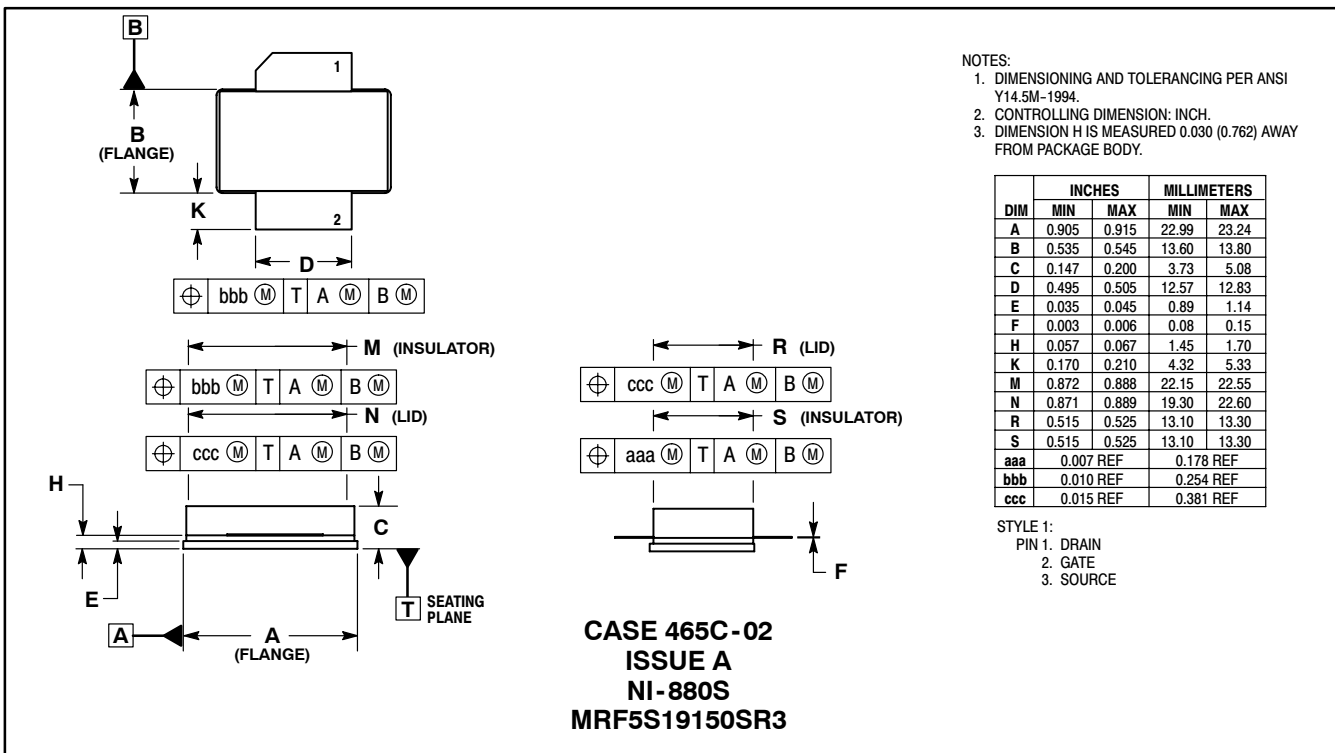 B
1
B
(FLANGE)
K
2
D
⌖ bbb Ⓜ T A Ⓜ B Ⓜ
M (INSULATOR)
⌖ bbb Ⓜ T A Ⓜ B Ⓜ
N (LID)
⌖ ccc Ⓜ T A Ⓜ B Ⓜ
H
C
E
T SEATING
PLANE
A
A
(FLANGE)
R (LID)
⌖ ccc Ⓜ T A Ⓜ B Ⓜ
S (INSULATOR)
⌖ aaa Ⓜ T A Ⓜ B Ⓜ
F
CASE 465C-02
ISSUE A
NI-880S
MRF5S19150SR3
NOTES:
1. DIMENSIONING AND TOLERANCING PER ANSI
Y14.5M-1994.
2. CONTROLLING DIMENSION: INCH.
3. DIMENSION H IS MEASURED 0.030 (0.762) AWAY
FROM PACKAGE BODY.
INCHES MILLIMETERS
DIM MIN MAX MIN MAX
A 0.905 0.915 22.99 23.24
B 0.535 0.545 13.60 13.80
C 0.147 0.200 3.73 5.08
D 0.495 0.505 12.57 12.83
E 0.035 0.045 0.89 1.14
F 0.003 0.006 0.08 0.15
H 0.057 0.067 1.45 1.70
K 0.170 0.210 4.32 5.33
M 0.872 0.888 22.15 22.55
N 0.871 0.889 19.30 22.60
R 0.515 0.525 13.10 13.30
S 0.515 0.525 13.10 13.30
aaa 0.007 REF 0.178 REF
bbb 0.010 REF 0.254 REF
ccc 0.015 REF 0.381 REF
STYLE 1:
PIN 1. DRAIN
2. GATE
3. SOURCE